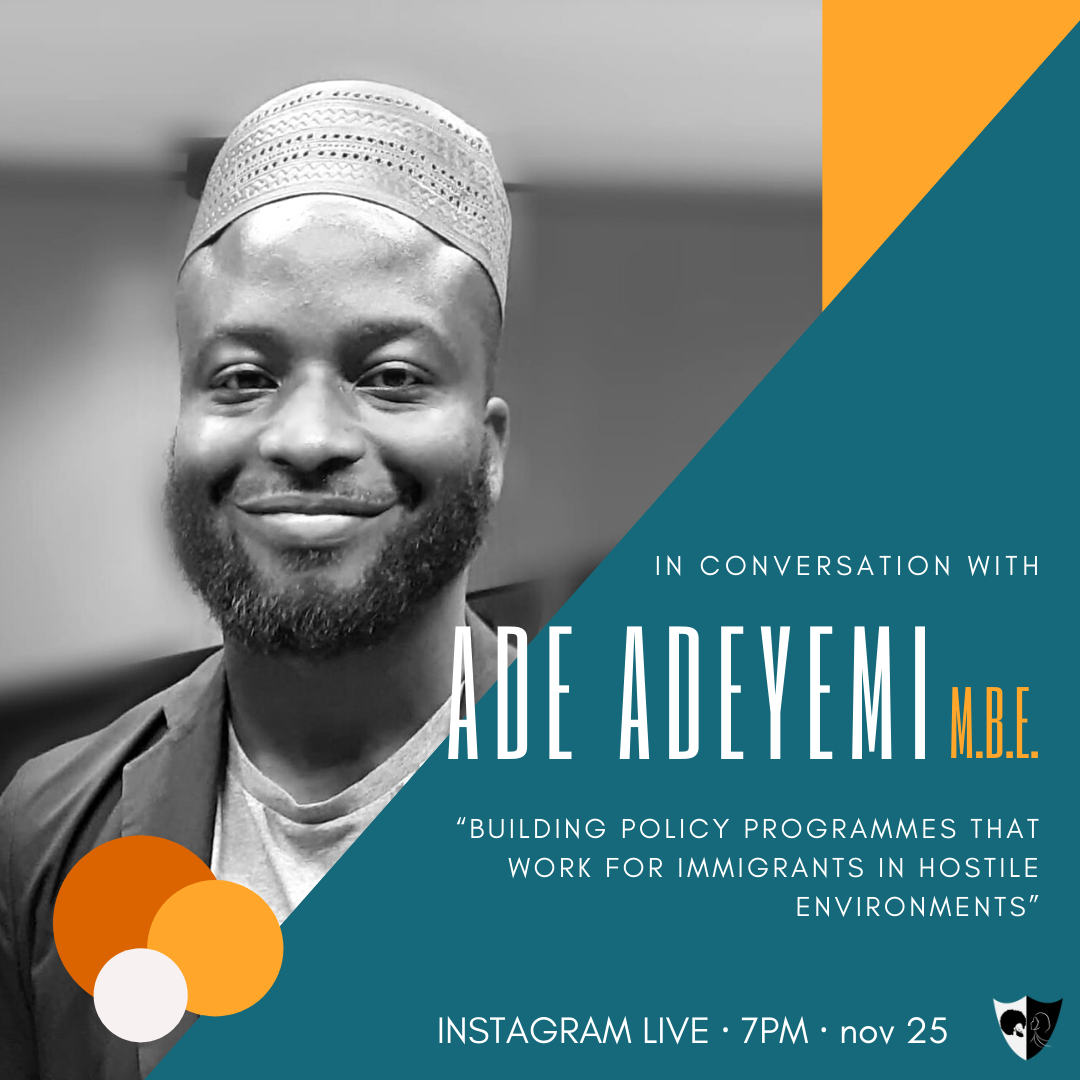 IN CONVERSATION WITH
ADE ADEYEMI M.B.E.
“BUILDING POLICY PROGRAMMES THAT
WORK FOR IMMIGRANTS IN HOSTILE
ENVIRONMENTS”
INSTAGRAM LIVE · 7PM · nov 25